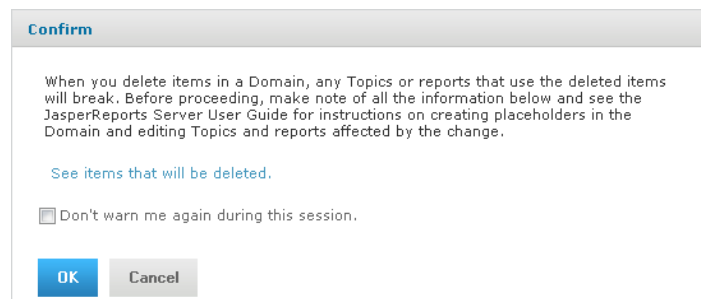 Confirm
When you delete items in a Domain, any Topics or reports that use the deleted items
will break. Before proceeding, make note of all the information below and see the
JasperReports Server User Guide for instructions on creating placeholders in the
Domain and editing Topics and reports affected by the change.
See items that will be deleted.
Don't warn me again during this session.
OK Cancel